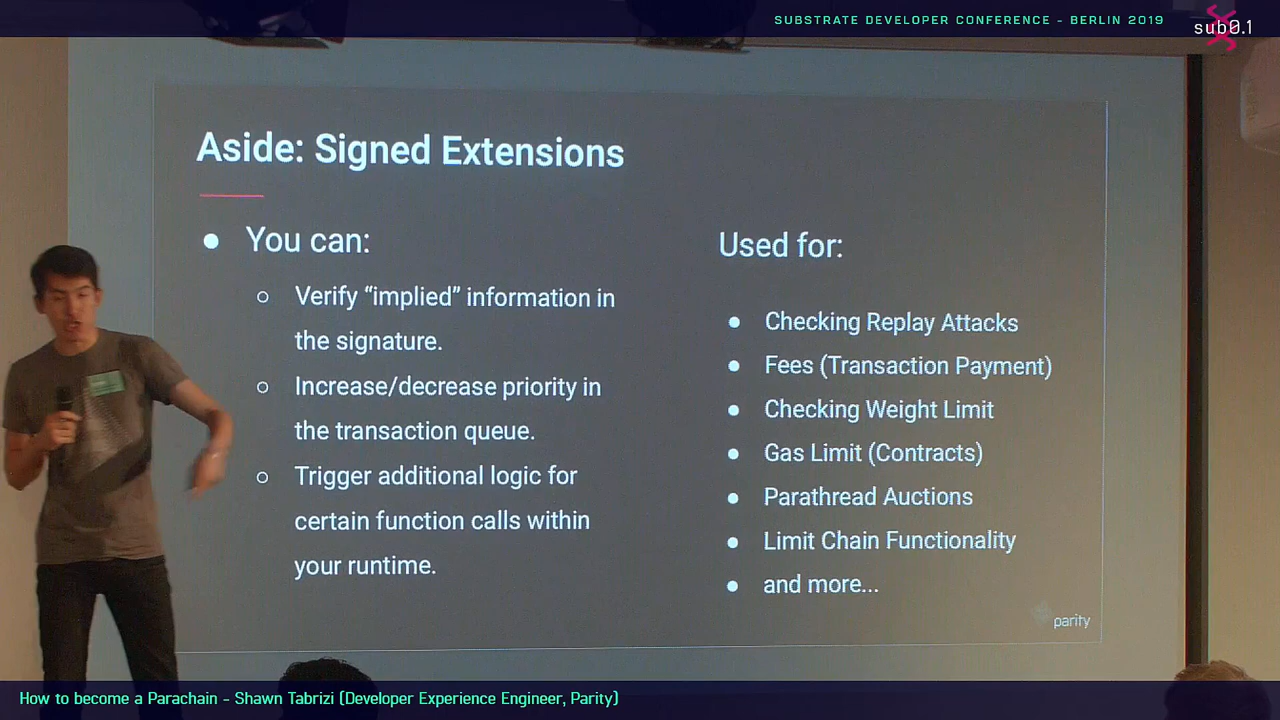 SUBSTRATE DEVELOPER CONFERENCE - BERLIN 2019
sub0.1
Aside: Signed Extensions
You can:
Verify “implied” information in
the signature.
Increase/decrease priority in
the transaction queue.
Trigger additional logic for
certain function calls within
your runtime.
Used for:
Checking Replay Attacks
Fees (Transaction Payment)
Checking Weight Limit
Gas Limit (Contracts)
Parathread Auctions
Limit Chain Functionality
and more...
parity
How to become a Parachain - Shawn Tabrizi (Developer Experience Engineer, Parity)